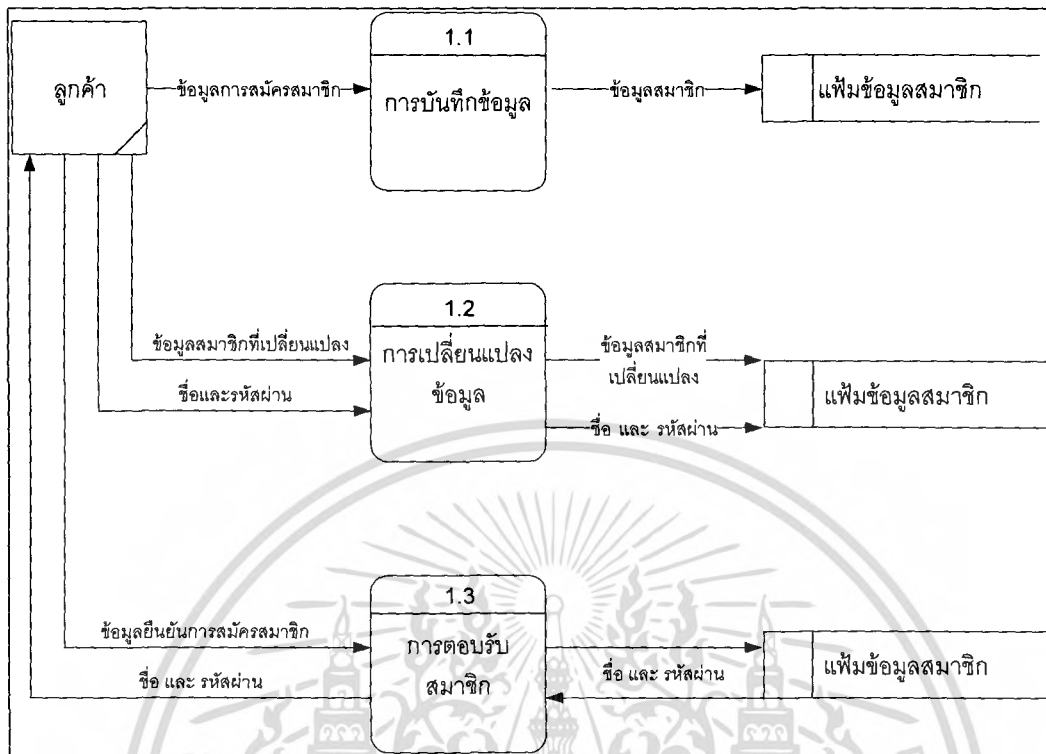 1.1
ลูกค้า
ข้อมูลการสมัครสมาชิก
การบันทึกข้อมูล
ข้อมูลสมาชิก
แฟ้มข้อมูลสมาชิก
1.2
ข้อมูลสมาชิกที่เปลี่ยนแปลง
ชื่อและรหัสผ่าน
การเปลี่ยนแปลง
ข้อมูล
ข้อมูลสมาชิกที่
เปลี่ยนแปลง
ชื่อ และ รหัสผ่าน
แฟ้มข้อมูลสมาชิก
1.3
ข้อมูลยืนยันการสมัครสมาชิก
ชื่อ และ รหัสผ่าน
การตอบรับ
สมาชิก
ชื่อ และ รหัสผ่าน
แฟ้มข้อมูลสมาชิก